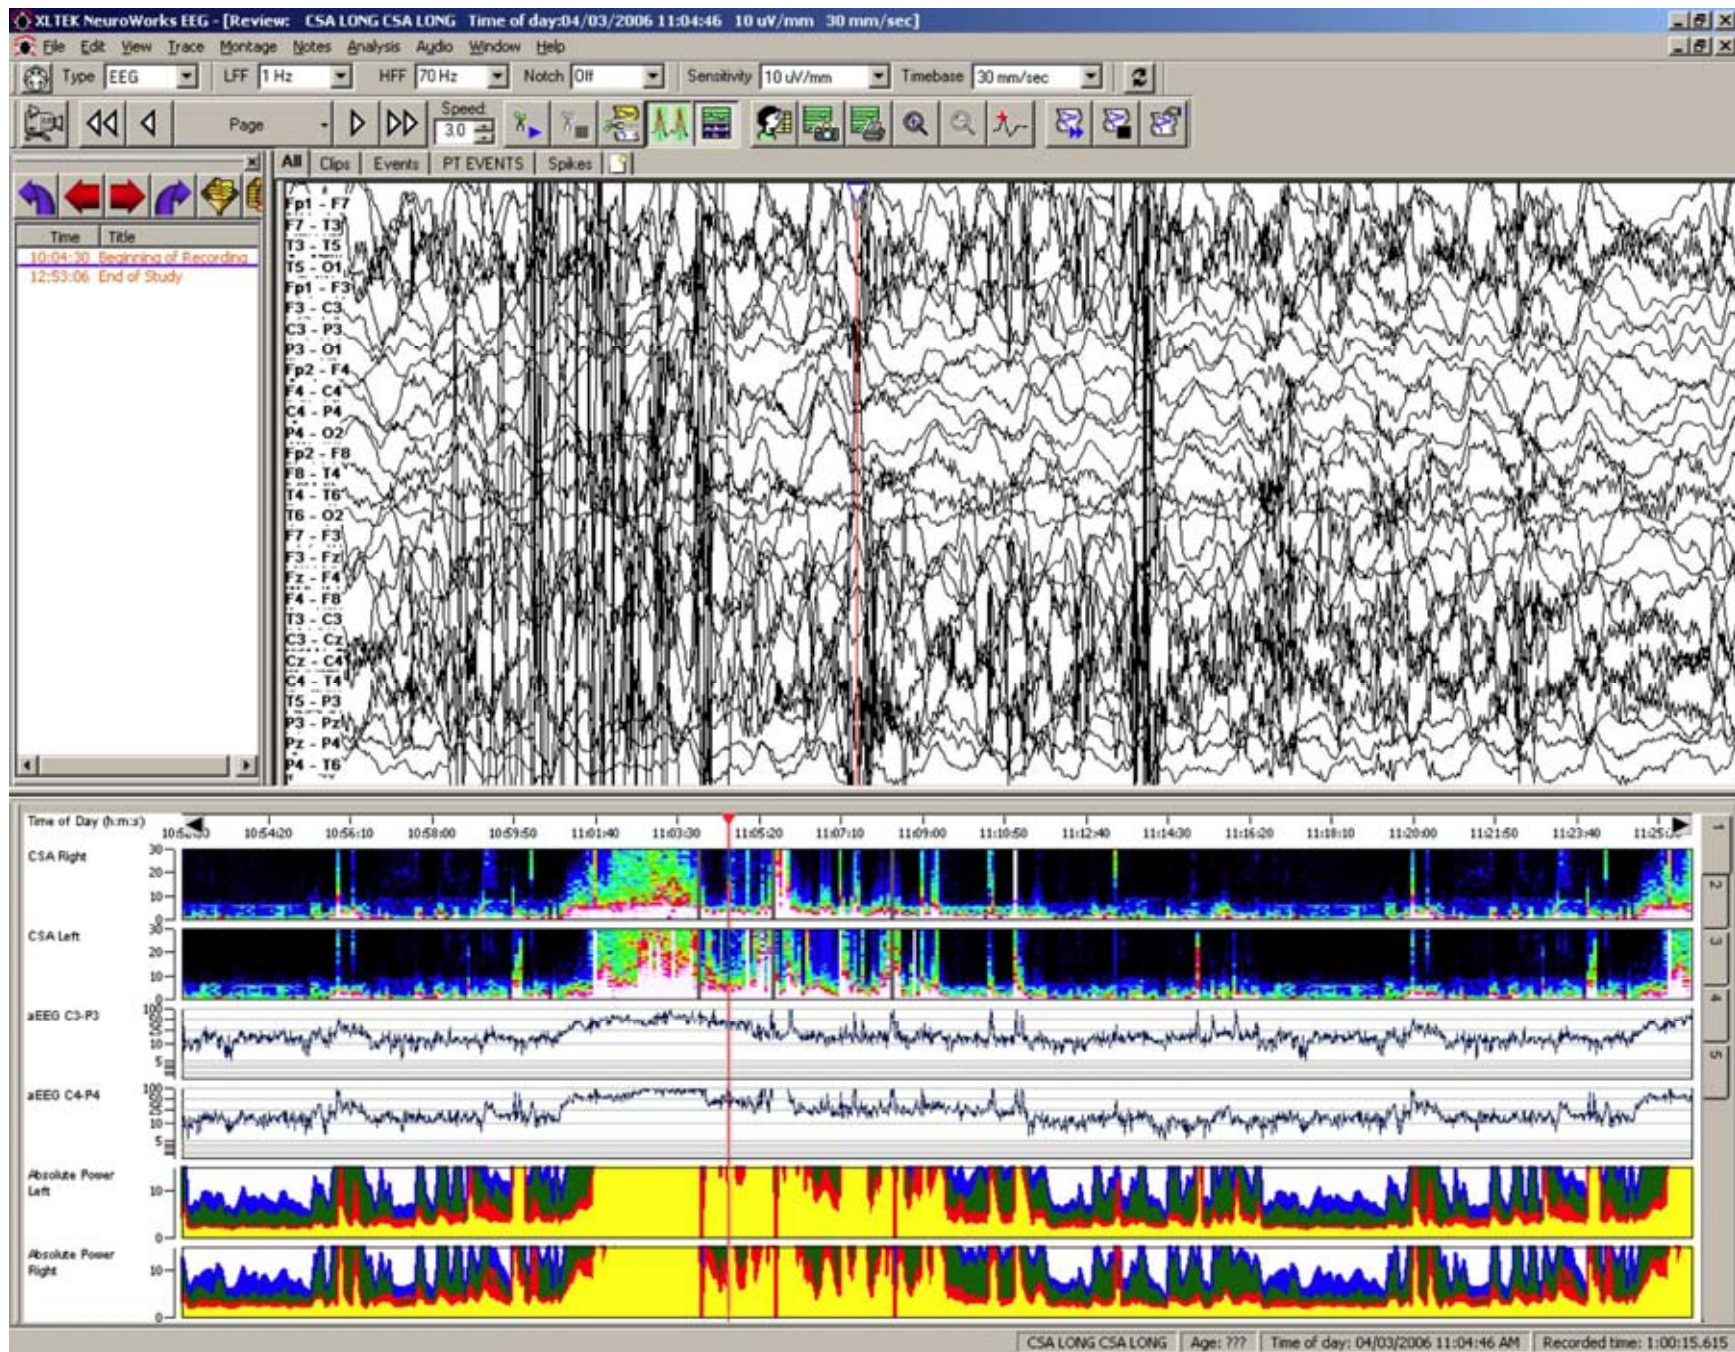 XLTEK NeuroWorks EEG - [Review: CSA LONG CSA LONG Time of day:04/03/2006 11:04:46 10 uV/mm 30 mm/sec]
File Edit View Trace Montage Notes Analysis Audio Window Help
Type EEG LFF 1 Hz HFF 70 Hz Notch Off Sensitivity 10 uV/mm Timebase 30 mm/sec
Page Speed: 3.0
All Clips Events PT EVENTS Spikes
Time Title
10:04:30 Beginning of Recording
12:53:06 End of Study
Fp1 - F7
F7 - T3
T3 - T5
T5 - O1
Fp1 - F3
F3 - C3
C3 - P3
P3 - O1
Fp2 - F4
F4 - C4
C4 - P4
P4 - O2
Fp2 - F8
F8 - T4
T4 - T6
T6 - O2
F7 - F3
F3 - Fz
Fz - F4
F4 - F8
T3 - C3
C3 - Cz
Cz - C4
C4 - T4
T5 - P3
P3 - Pz
Pz - P4
P4 - T6
Time of Day (h:m:s)
10:54:20 10:56:10 10:58:00 10:59:50 11:01:40 11:03:30 11:05:20 11:07:10 11:09:00 11:10:50 11:12:40 11:14:30 11:16:20 11:18:10 11:20:00 11:21:50 11:23:40
1
CSA Right
30
20
10
0
2
CSA Left
30
20
10
0
3
aEEG C3-P3
100
10
5
4
aEEG C4-P4
100
50
25
10
5
5
Absolute Power
Left
10
0
Absolute Power
Right
10
0
CSA LONG CSA LONG Age: ??? Time of day: 04/03/2006 11:04:46 AM Recorded time: 1:00:15.615